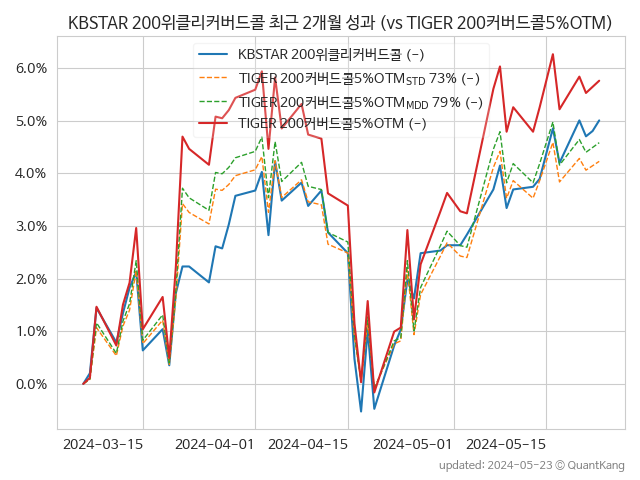 KBSTAR 200위클리커버드콜 최근 2개월 성과 (vs TIGER 200커버드콜5%OTM)
KBSTAR 200위클리커버드콜 (−)
TIGER 200커버드콜5%OTM_STD 73% (−)
TIGER 200커버드콜5%OTM_MDD 79% (−)
TIGER 200커버드콜5%OTM (−)
6.0%
5.0%
4.0%
3.0%
2.0%
1.0%
0.0%
2024−03−15
2024−04−01
2024−04−15
2024−05−01
2024−05−15
updated: 2024-05-23 ⓒ QuantKang